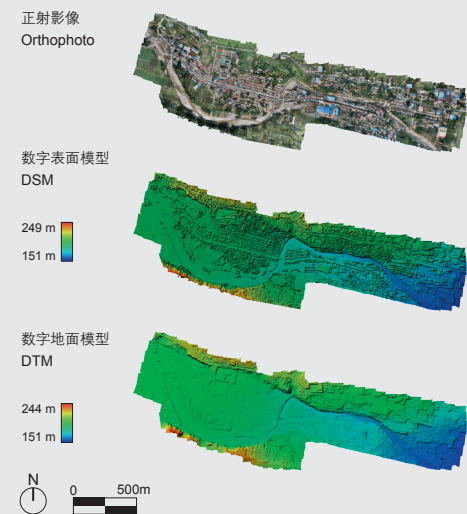 正射影像
Orthophoto
数字表面模型
DSM
249 m
151 m
数字地面模型
DTM
244 m
151 m
N
0 500m